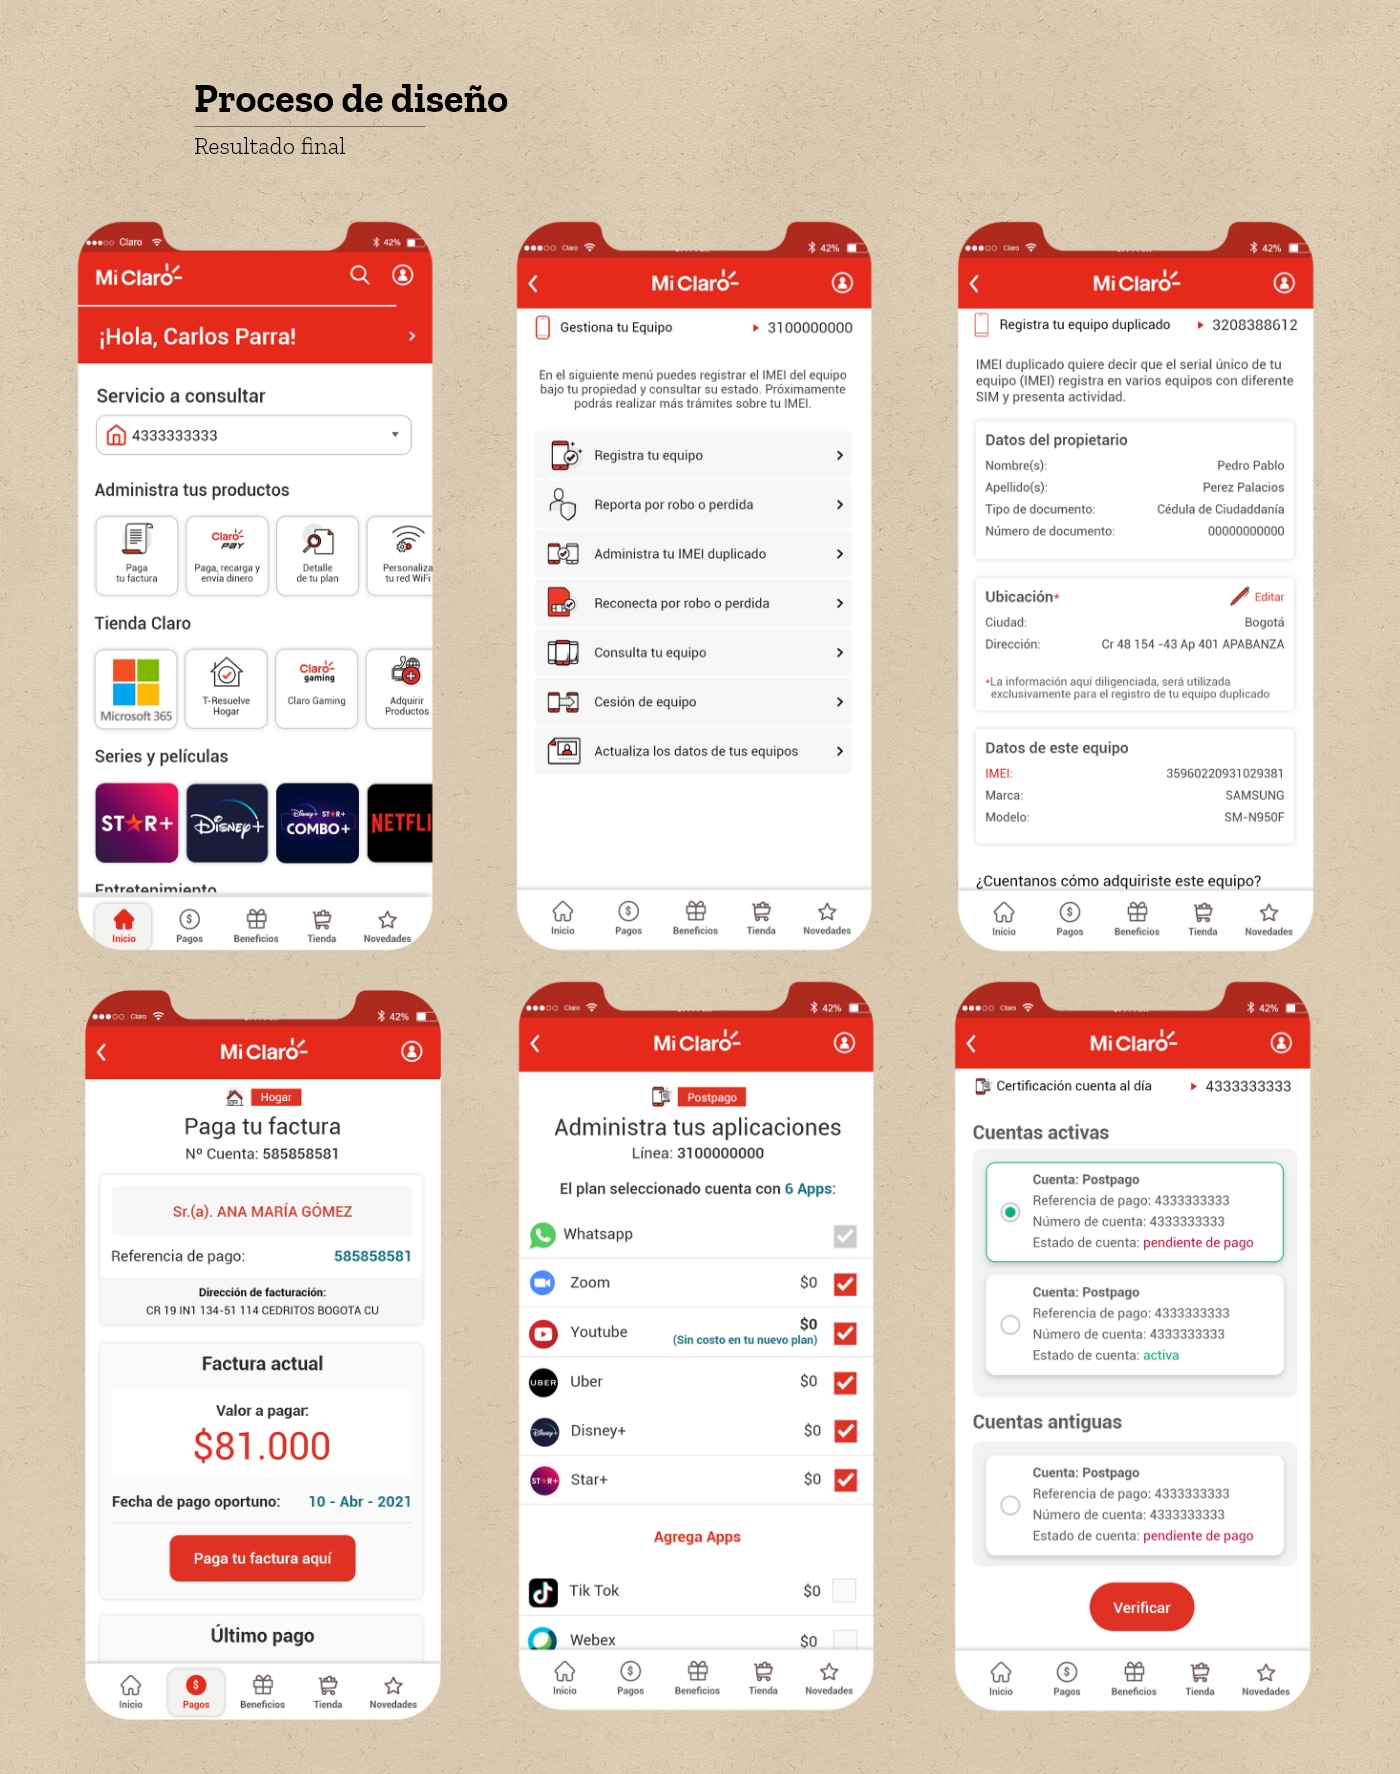 Proceso de diseño
Resultado final
Claro
42%
Mi Claro
¡Hola, Carlos Parra!
Servicio a consultar
4333333333
Administra tus productos
Paga
tu factura
Claro
Pay
Paga, recarga y
envía dinero
Detalle
de tu plan
Personaliza
tu red WiFi
Tienda Claro
Microsoft 365
T-Resuelve
Hogar
Claro
gaming
Claro Gaming
Adquirir
Productos
Series y películas
STAR+
Disney+
Disney+ STAR+
COMBO+
NETFLI
Entretenimiento
Inicio
Pagos
Beneficios
Tienda
Novedades
Claro
42%
Mi Claro
Gestiona tu Equipo
3100000000
En el siguiente menú puedes registrar el IMEI del equipo
bajo tu propiedad y consultar su estado. Próximamente
podrás realizar más trámites sobre tu IMEI.
Registra tu equipo
Reporta por robo o perdida
Administra tu IMEI duplicado
Reconecta por robo o perdida
Consulta tu equipo
Cesión de equipo
Actualiza los datos de tus equipos
Inicio
Pagos
Beneficios
Tienda
Novedades
Claro
42%
Mi Claro
Registra tu equipo duplicado
3208388612
IMEI duplicado quiere decir que el serial único de tu
equipo (IMEI) registra en varios equipos con diferente
SIM y presenta actividad.
Datos del propietario
Nombre(s): Pedro Pablo
Apellido(s): Perez Palacios
Tipo de documento: Cédula de Ciudaddanía
Número de documento: 00000000000
Ubicación* Editar
Ciudad: Bogotá
Dirección: Cr 48 154 -43 Ap 401 APABANZA
*La información aquí diligenciada, será utilizada
exclusivamente para el registro de tu equipo duplicado
Datos de este equipo
IMEI: 35960220931029381
Marca: SAMSUNG
Modelo: SM-N950F
¿Cuentanos cómo adquiriste este equipo?
Inicio
Pagos
Beneficios
Tienda
Novedades
Claro
42%
Mi Claro
Hogar
Paga tu factura
Nº Cuenta: 585858581
Sr.(a). ANA MARÍA GÓMEZ
Referencia de pago: 585858581
Dirección de facturación:
CR 19 IN1 134-51 114 CEDRITOS BOGOTA CU
Factura actual
Valor a pagar:
$81.000
Fecha de pago oportuno: 10 - Abr - 2021
Paga tu factura aquí
Último pago
Inicio
Pagos
Beneficios
Tienda
Novedades
Claro
42%
Mi Claro
Postpago
Administra tus aplicaciones
Línea: 3100000000
El plan seleccionado cuenta con 6 Apps:
Whatsapp
Zoom $0
Youtube $0
(Sin costo en tu nuevo plan)
UBER
Uber $0
Disney+
Disney+ $0
STAR+
Star+ $0
Agrega Apps
Tik Tok $0
Webex $0
Inicio
Pagos
Beneficios
Tienda
Novedades
Claro
42%
Mi Claro
Certificación cuenta al día
4333333333
Cuentas activas
Cuenta: Postpago
Referencia de pago: 4333333333
Número de cuenta: 4333333333
Estado de cuenta: pendiente de pago
Cuenta: Postpago
Referencia de pago: 4333333333
Número de cuenta: 4333333333
Estado de cuenta: activa
Cuentas antiguas
Cuenta: Postpago
Referencia de pago: 4333333333
Número de cuenta: 4333333333
Estado de cuenta: pendiente de pago
Verificar
Inicio
Pagos
Beneficios
Tienda
Novedades